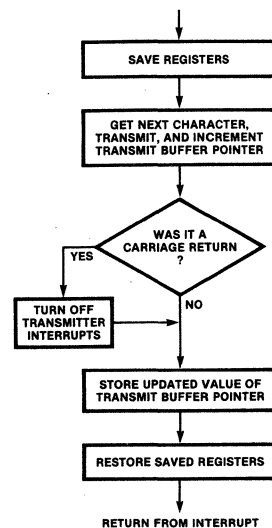 SAVE REGISTERS
GET NEXT CHARACTER,
TRANSMIT, AND INCREMENT
TRANSMIT BUFFER POINTER
WAS IT A
CARRIAGE RETURN
?
YES
NO
TURN OFF
TRANSMITTER
INTERRUPTS
STORE UPDATED VALUE OF
TRANSMIT BUFFER POINTER
RESTORE SAVED REGISTERS
RETURN FROM INTERRUPT